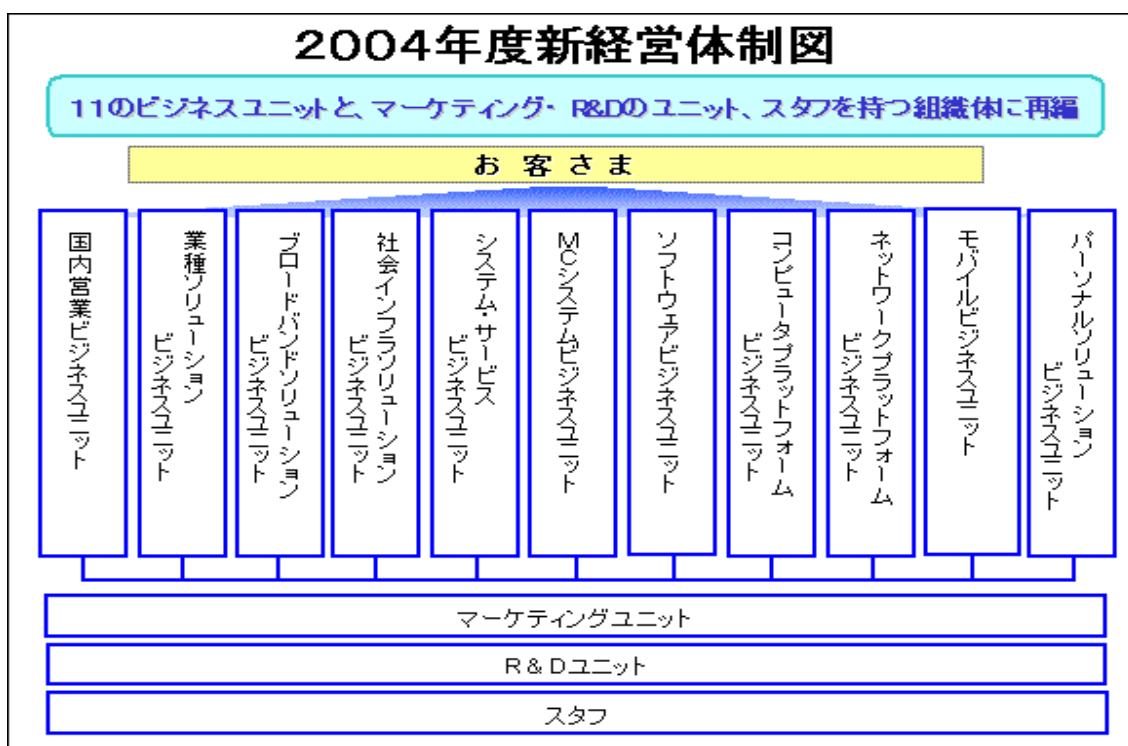 2004年度新経営体制図
11のビジネスユニットと、マーケティング・R&Dのユニット、スタフを持つ組織体に再編
お客さま
国内営業ビジネスユニット
業種ソリューション
ビジネスユニット
ブロードバンドソリューション
ビジネスユニット
社会インフラソリューション
ビジネスユニット
システム・サービス
ビジネスユニット
MCシステムビジネスユニット
ソフトウェアビジネスユニット
コンピュータプラットフォーム
ビジネスユニット
ネットワークプラットフォーム
ビジネスユニット
モバイルビジネスユニット
パーソナルソリューション
ビジネスユニット
マーケティングユニット
R&Dユニット
スタフ